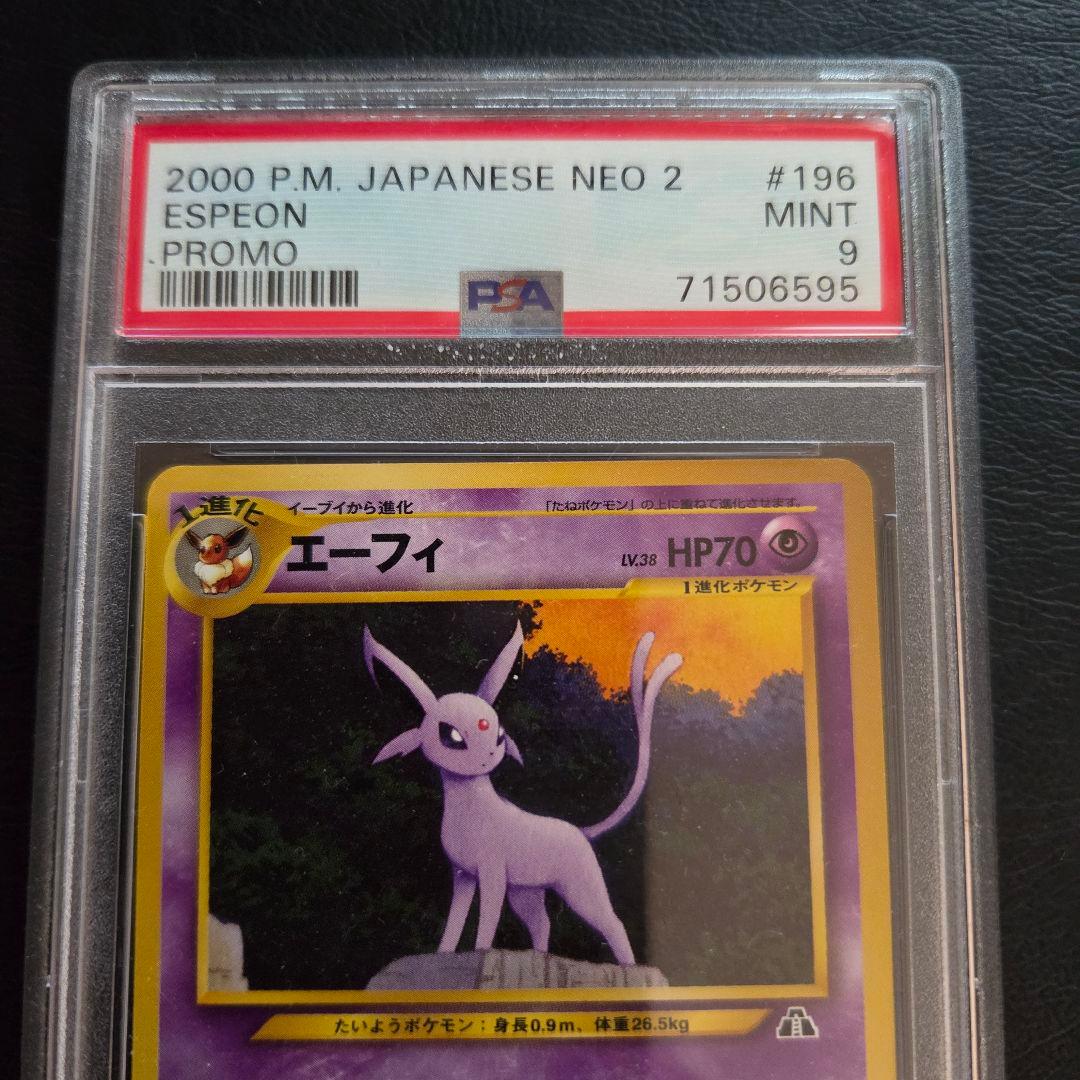 2000 P.M. JAPANESE NEO 2 #196
ESPEON MINT
PROMO 9
PSA 71506595
1進化 イーブイから進化 「たねポケモン」の上に重ねて進化させます。
エーフィ LV.38 HP70
1進化ポケモン
たいようポケモン:身長0.9m、体重26.5kg